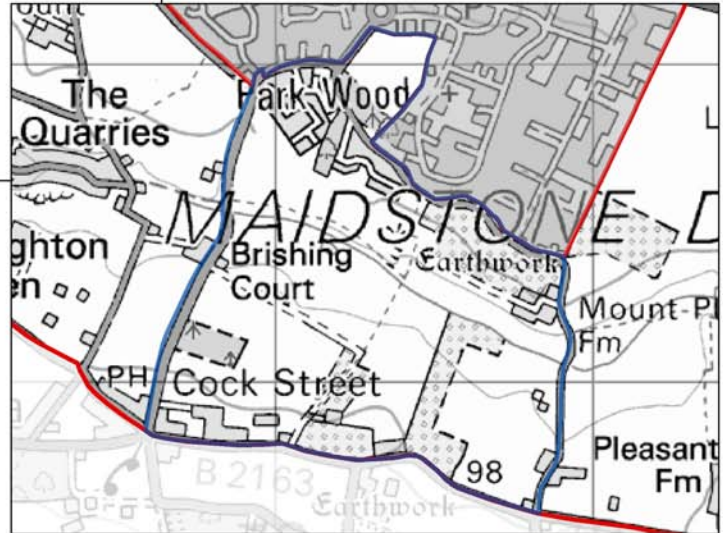 Park Wood
The
Quarries
MAIDSTONE D
Brishing
Court
Earthwork
ghton
en
Mount Pl
Fm
PH
Cock Street
98
Pleasant
Fm
B 2163
Earthwork